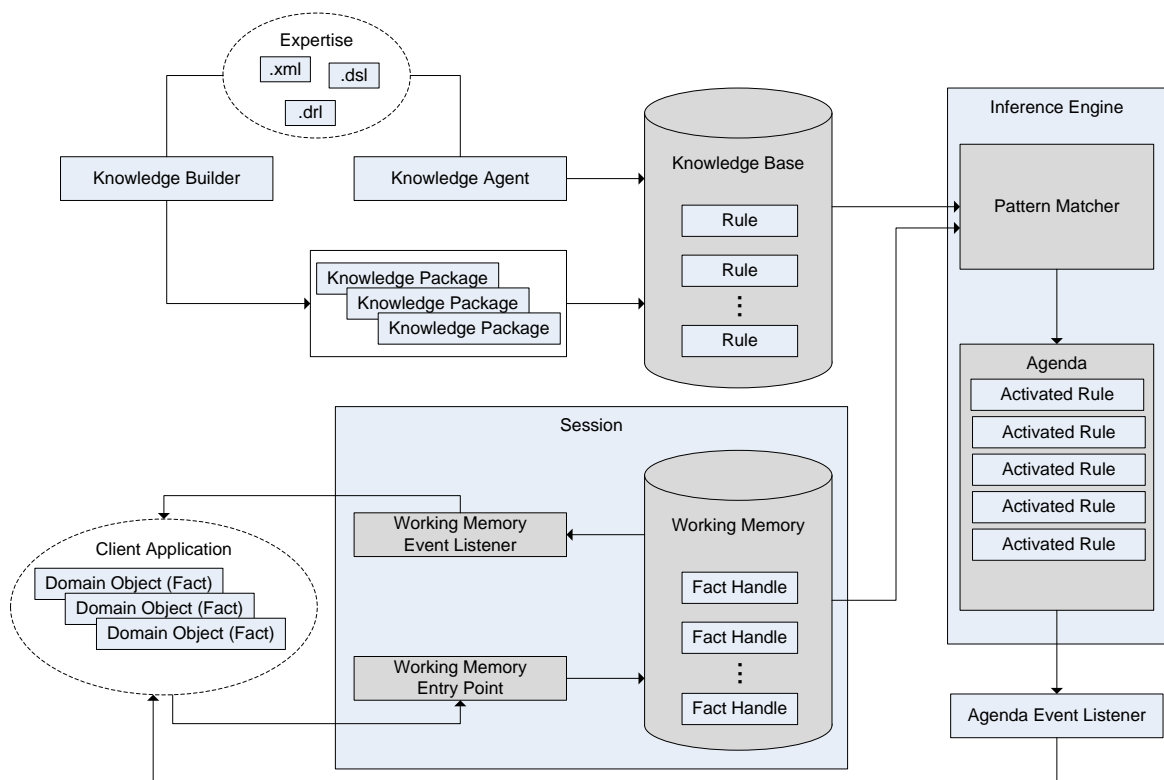 Expertise
.xml
.dsl
.drl
Knowledge Builder
Knowledge Agent
Knowledge Package
Knowledge Package
Knowledge Package
Knowledge Base
Rule
Rule
Rule
Inference Engine
Pattern Matcher
Agenda
Activated Rule
Activated Rule
Activated Rule
Activated Rule
Activated Rule
Session
Working Memory
Event Listener
Working Memory
Fact Handle
Fact Handle
Fact Handle
Working Memory
Entry Point
Client Application
Domain Object (Fact)
Domain Object (Fact)
Domain Object (Fact)
Agenda Event Listener